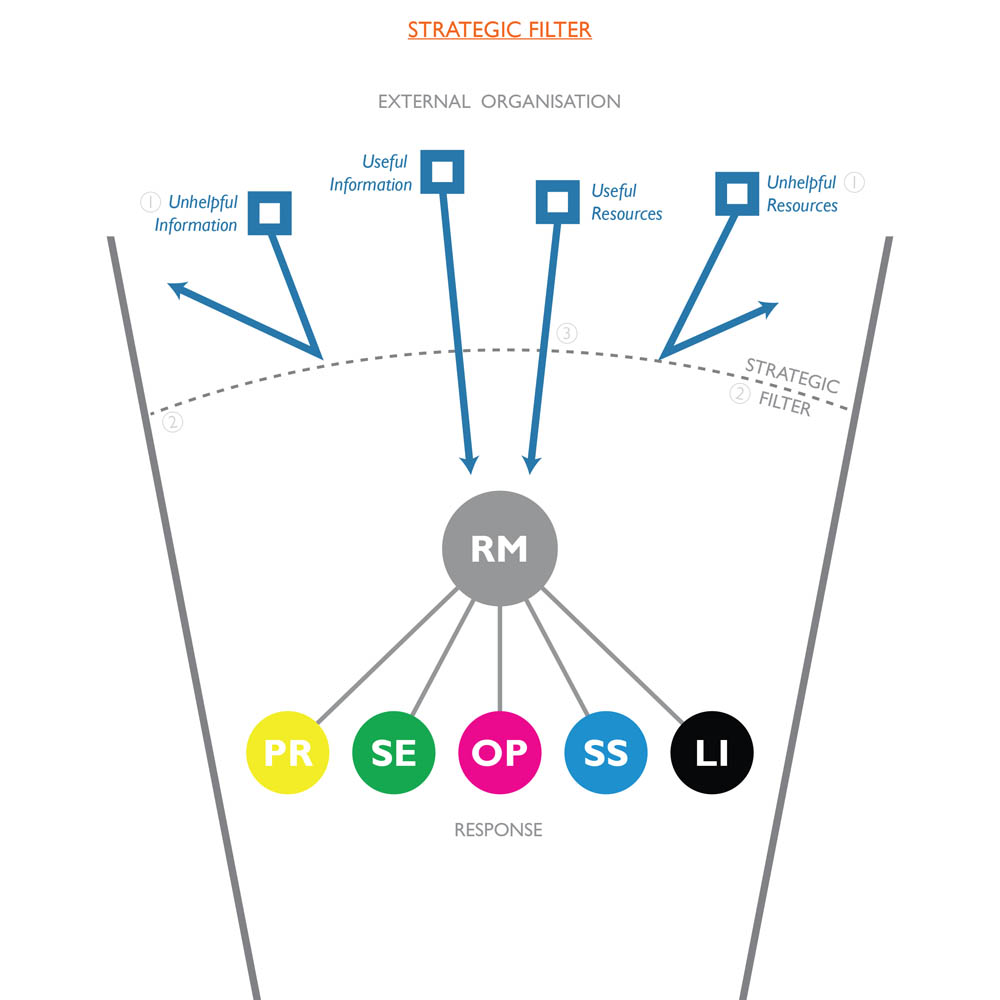 STRATEGIC FILTER
EXTERNAL ORGANISATION
Useful
Information
Useful
Resources
1 Unhelpful
Information
Unhelpful 1
Resources
3
STRATEGIC
2 FILTER
2
RM
PR
SE
OP
SS
LI
RESPONSE